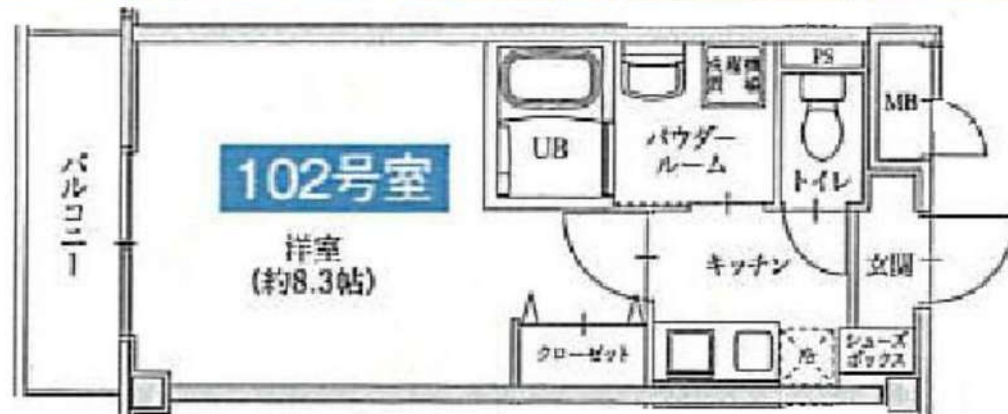 バルコニー
102号室
洋室
(約8.3帖)
UB
洗濯機
置場
パウダー
ルーム
PS
トイレ
MB
キッチン
玄関
クローゼット
冷
シューズ
ボックス